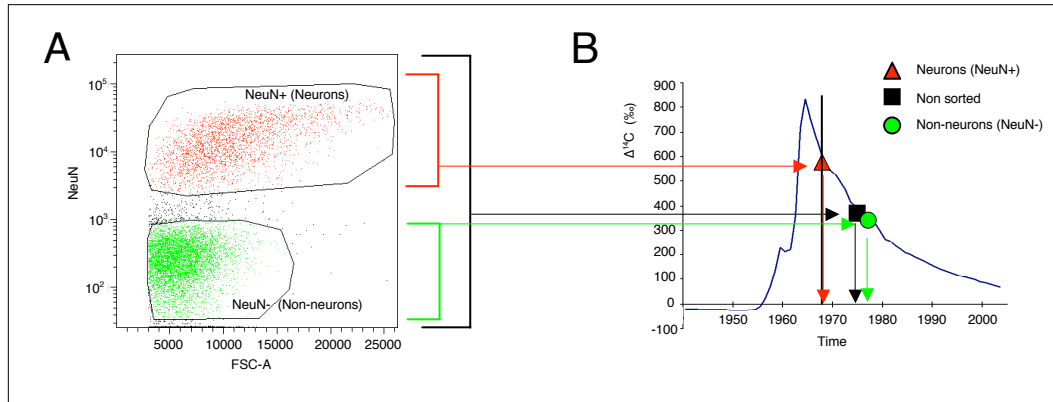 A
NeuN
10⁵
10⁴
10³
10²
NeuN+ (Neurons)
NeuN- (Non-neurons)
5000 10000 15000 20000 25000
FSC-A
B
Neurons (NeuN+)
Non sorted
Non-neurons (NeuN-)
Δ¹⁴C (‰)
900
800
700
600
500
400
300
200
100
0
-100
1950 1960 1970 1980 1990 2000
Time